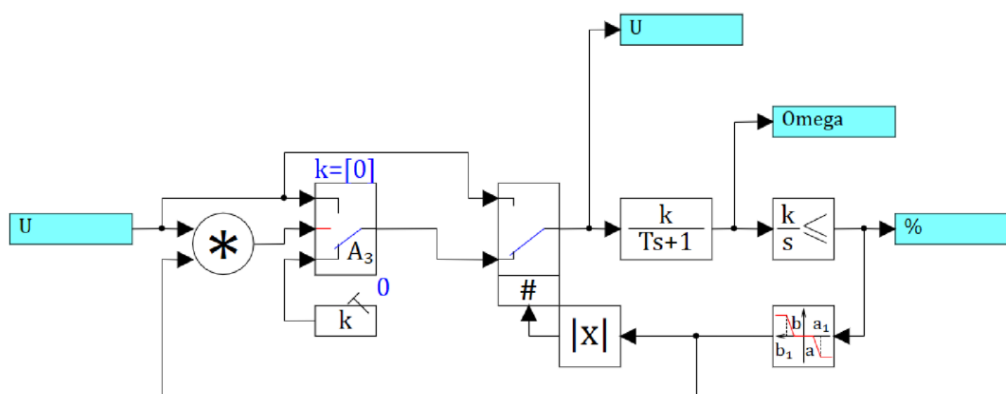 U
Omega
k=[0]
U
*
A₃
k
Ts+1
k
s
≤
%
0
k
#
|x|
b
a₁
b₁
a